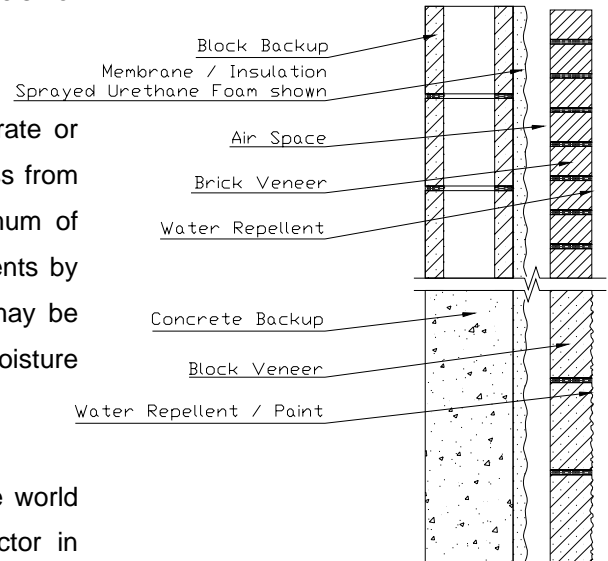 rate or
s from
num of
ents by
may be
oisture
e world
ctor in
Block Backup
Membrane / Insulation
Sprayed Urethane Foam shown
Air Space
Brick Veneer
Water Repellent
Concrete Backup
Block Veneer
Water Repellent / Paint